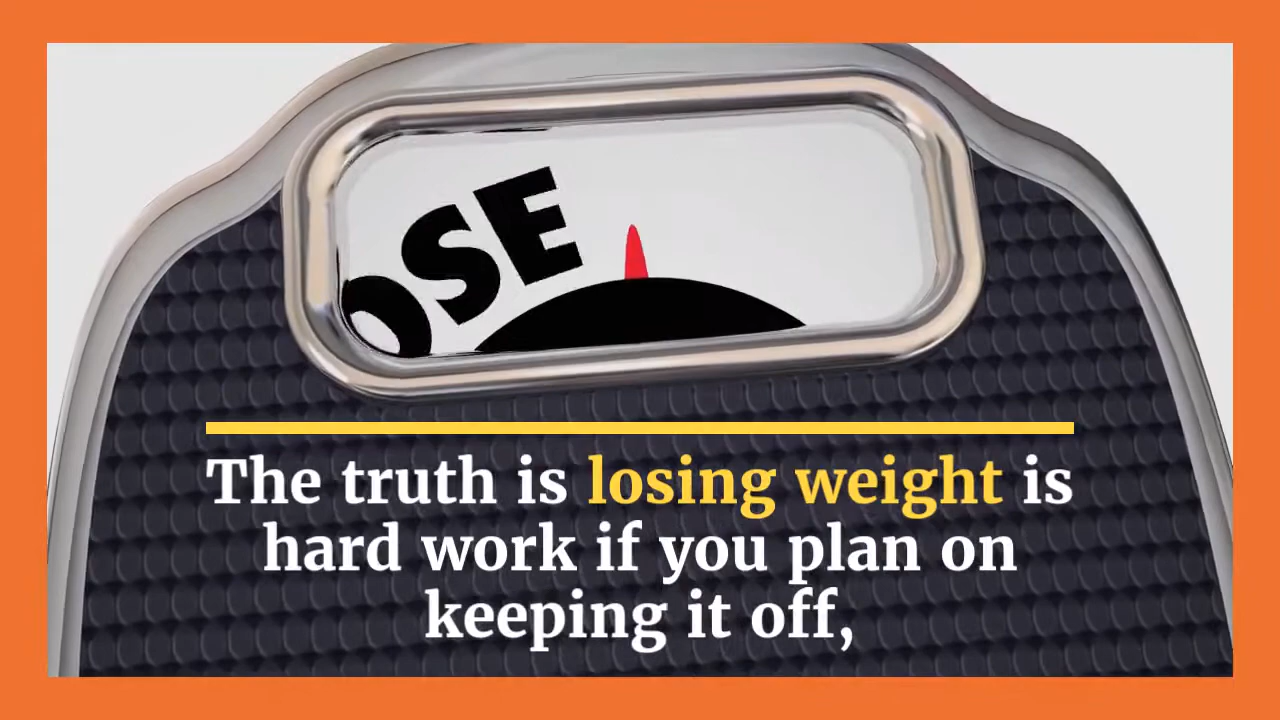 OSE
The truth is losing weight is
hard work if you plan on
keeping it off,